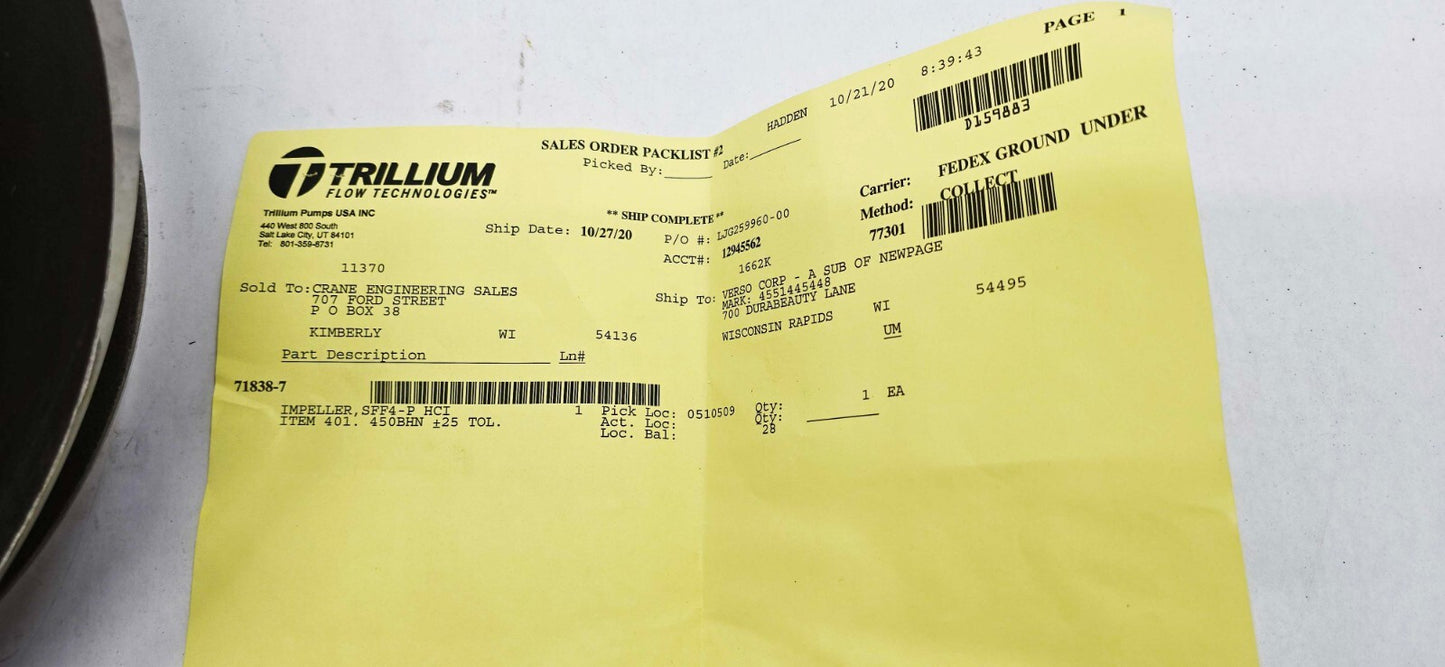 PAGE 1
HADDEN 10/21/20 8:39:43
D159883
SALES ORDER PACKLIST #2
Picked By:______ Date:______
TRILLIUM
FLOW TECHNOLOGIES™
Trillium Pumps USA INC
440 West 800 South
Salt Lake City, UT 84101
Tel: 801-359-8731
** SHIP COMPLETE **
Ship Date: 10/27/20
P/O #: LJG259960-00
ACCT#: 12945562
Carrier: FEDEX GROUND UNDER
Method: COLLECT
77301
11370
1662K
Sold To: CRANE ENGINEERING SALES
707 FORD STREET
P O BOX 38
KIMBERLY WI 54136
Ship To: VERSO CORP - A SUB OF NEWPAGE
MARK: 4551445448
700 DURABEAUTY LANE
WISCONSIN RAPIDS WI 54495
Part Description Ln# UM
71838-7
IMPELLER,SFF4-P HCI 1 Pick Loc: 0510509 Qty: 1 EA
ITEM 401. 450BHN ±25 TOL. Act. Loc: Qty: ______
Loc. Bal: 28